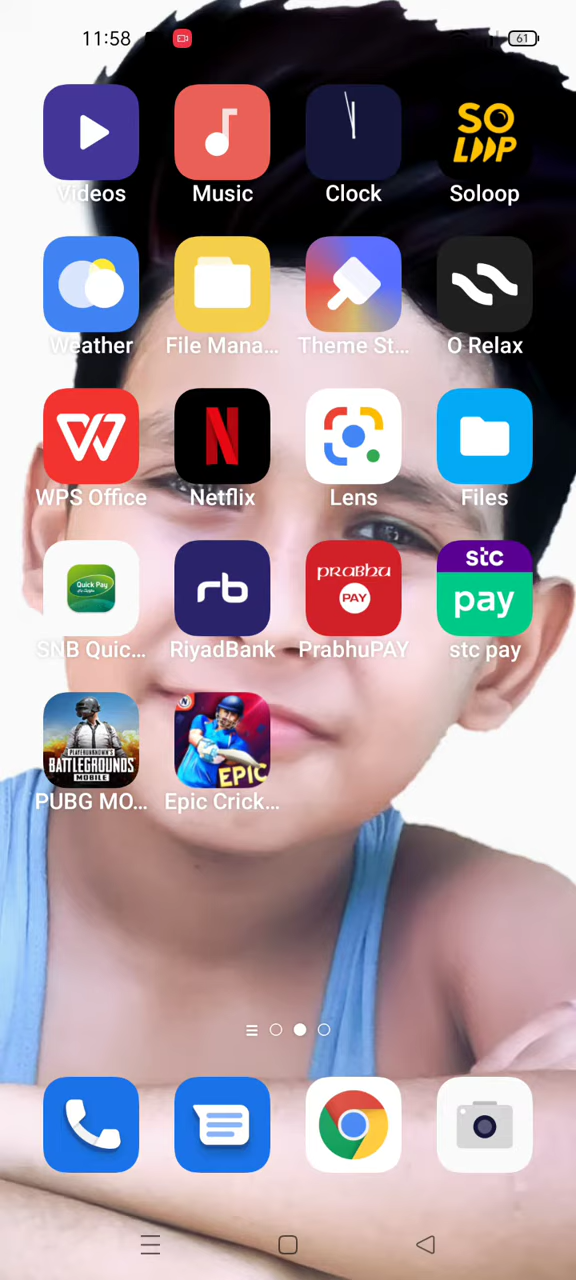 11:58
61
Videos
Music
Clock
SO
LOOP
Soloop
Weather
File Mana...
Theme St...
O Relax
WPS Office
Netflix
Lens
Files
Quick Pay
SNB Quic...
rb
RiyadBank
PRABHU
PAY
PrabhuPAY
stc
pay
stc pay
PLAYERUNKNOWN'S
BATTLEGROUNDS
MOBILE
PUBG MO...
N
EPIC
Epic Crick...